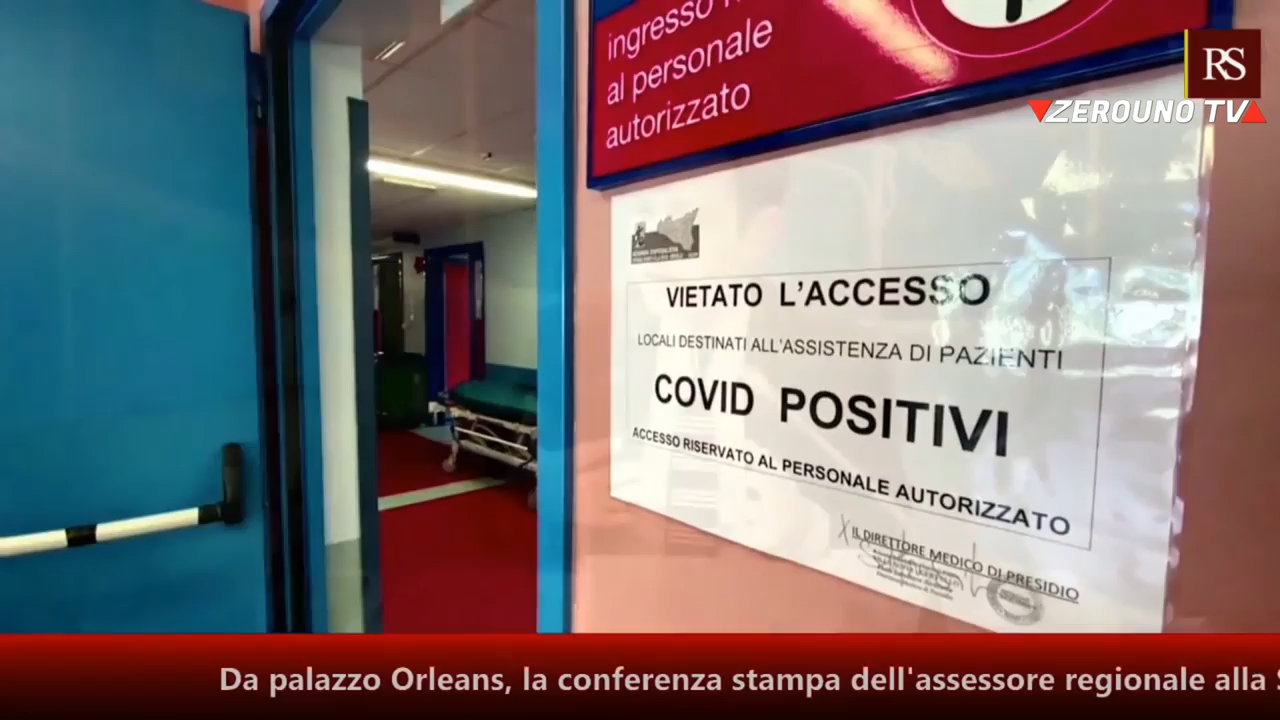 ingresso
al personale
autorizzato
RS
ZEROUNO TV
VIETATO L'ACCESSO
LOCALI DESTINATI ALL'ASSISTENZA DI PAZIENTI
COVID POSITIVI
ACCESSO RISERVATO AL PERSONALE AUTORIZZATO
IL DIRETTORE MEDICO DI PRESIDIO
Da palazzo Orleans, la conferenza stampa dell'assessore regionale alla